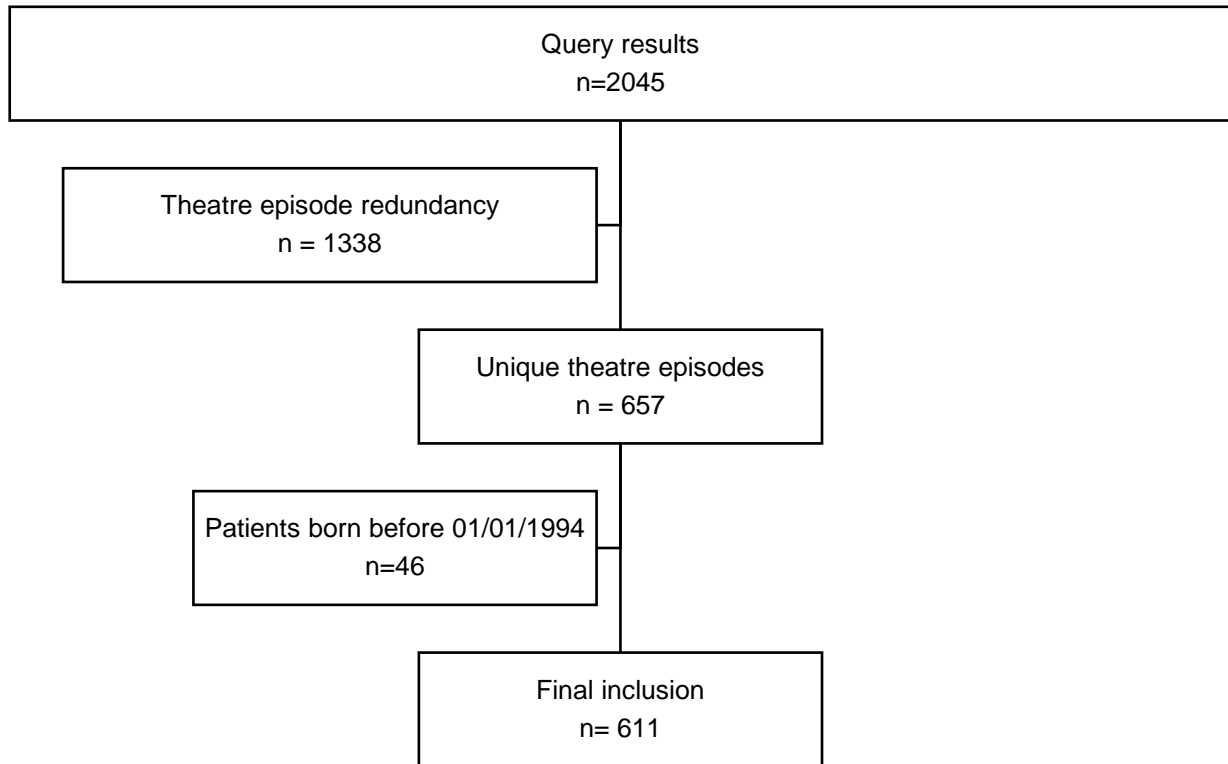 Query results
n=2045
Theatre episode redundancy
n = 1338
Unique theatre episodes
n = 657
Patients born before 01/01/1994
n=46
Final inclusion
n= 611